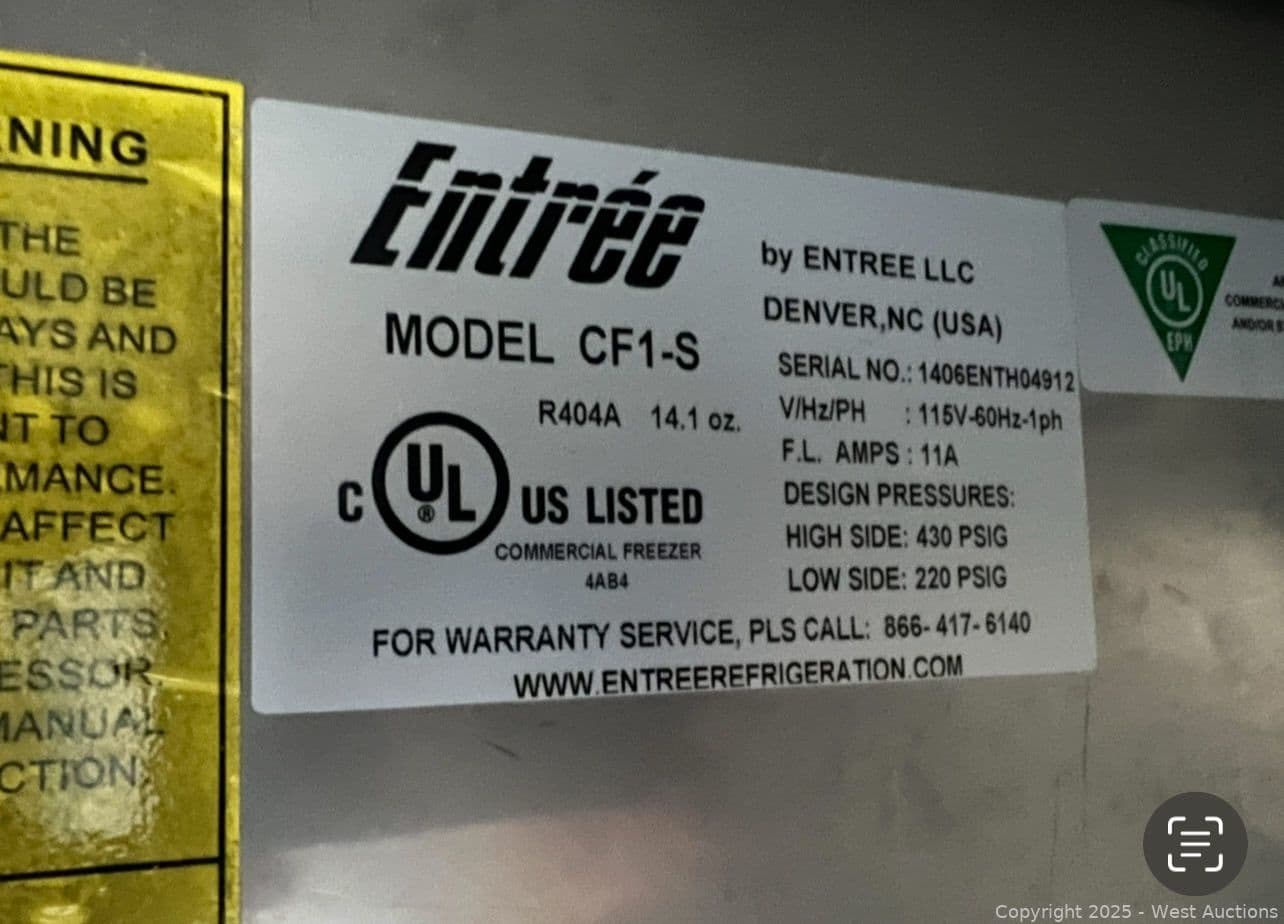 NING
THE
ULD BE
AYS AND
THIS IS
NT TO
MANCE.
AFFECT
IT AND
PARTS,
ESSOR.
MANUAL
CTION.
Entrée
by ENTREE LLC
DENVER,NC (USA)
MODEL CF1-S
R404A 14.1 oz.
SERIAL NO.: 1406ENTH04912
V/Hz/PH : 115V-60Hz-1ph
F.L. AMPS : 11A
DESIGN PRESSURES:
HIGH SIDE: 430 PSIG
LOW SIDE: 220 PSIG
C UL ® US LISTED
COMMERCIAL FREEZER
4AB4
FOR WARRANTY SERVICE, PLS CALL: 866-417-6140
WWW.ENTREEREFRIGERATION.COM
CLASSIFIED
UL
EPH
COMMERCI
AND/OR
Copyright 2025 - West Auctions